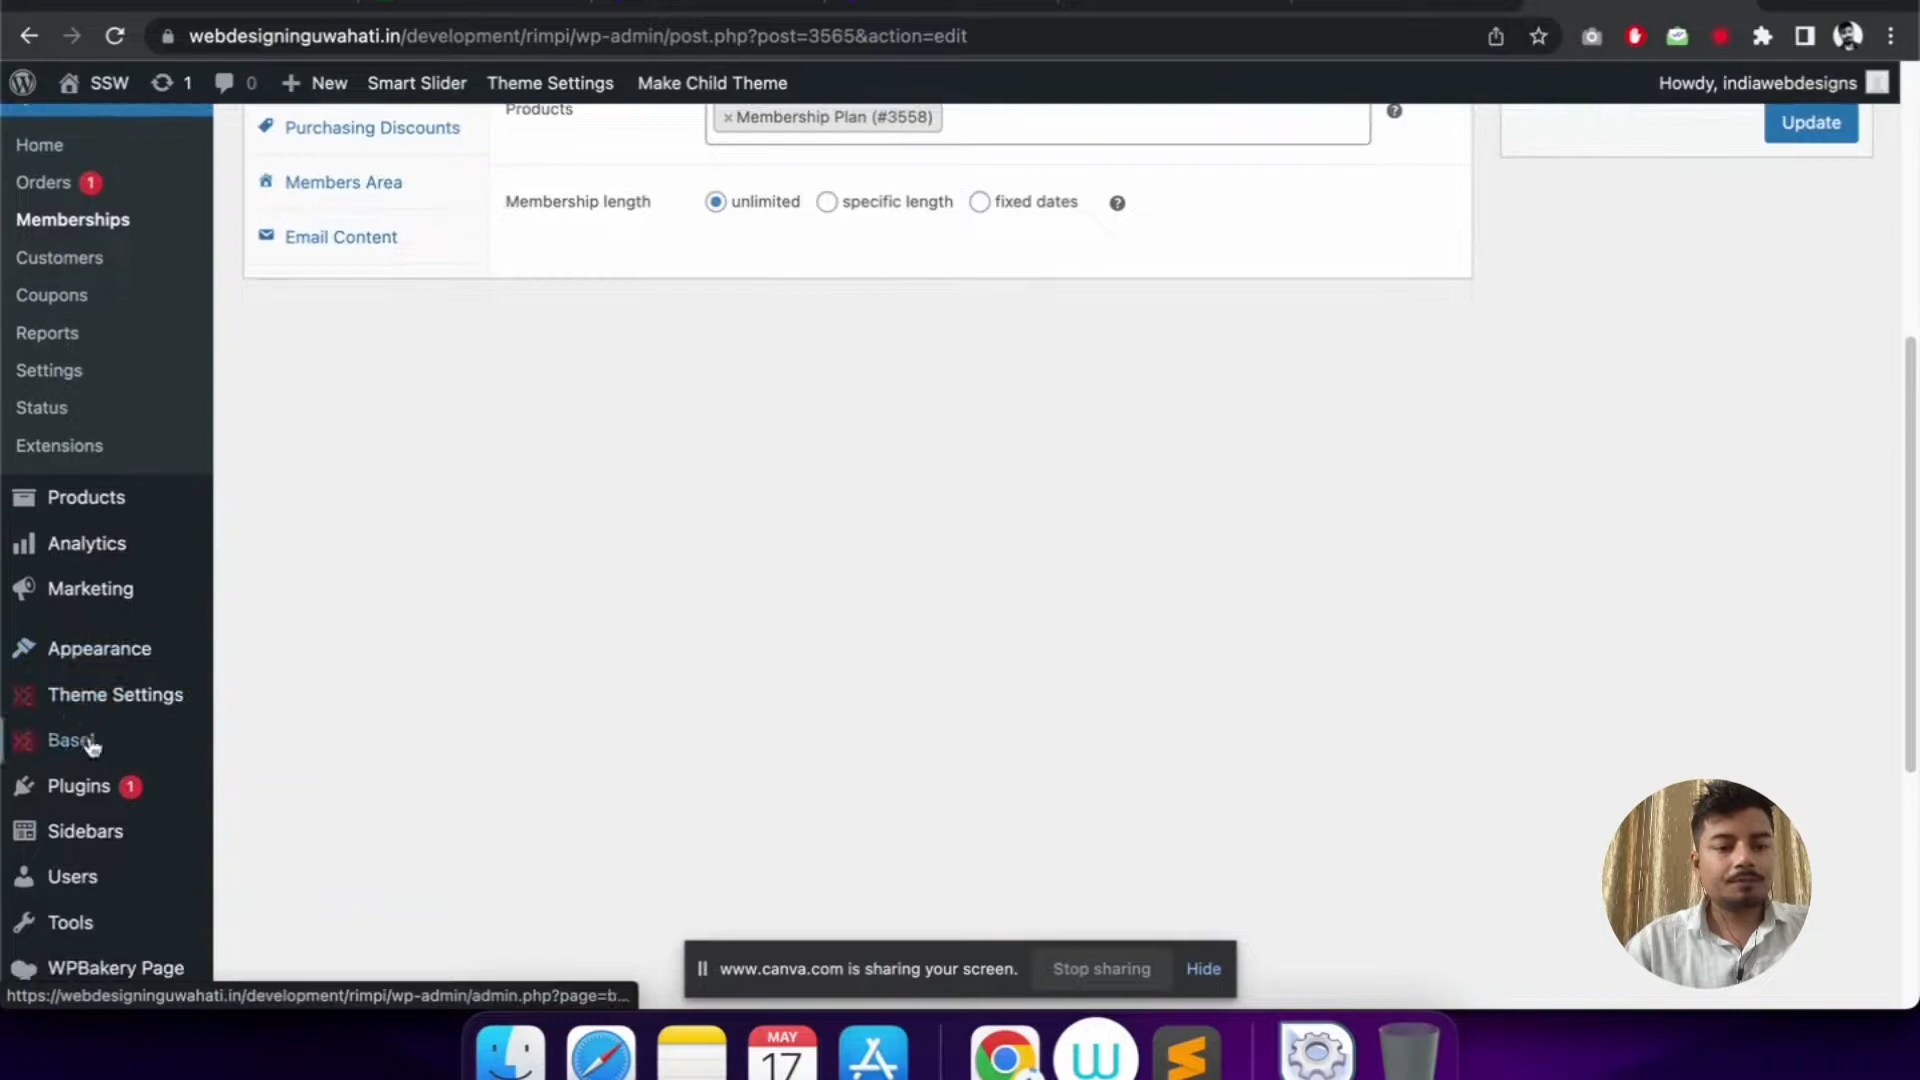 webdesigninguwahati.in/development/rimpi/wp-admin/post.php?post=3565&action=edit
SSW 1 0 New Smart Slider Theme Settings Make Child Theme Howdy, indiawebdesigns
Home
Orders 1
Memberships
Customers
Coupons
Reports
Settings
Status
Extensions
Products
Analytics
Marketing
Appearance
Theme Settings
Basel
Plugins 1
Sidebars
Users
Tools
WPBakery Page
Purchasing Discounts
Members Area
Email Content
Products ×Membership Plan (#3558)
Membership length unlimited specific length fixed dates
Update
www.canva.com is sharing your screen. Stop sharing Hide
https://webdesigninguwahati.in/development/rimpi/wp-admin/admin.php?page=b...
MAY
17